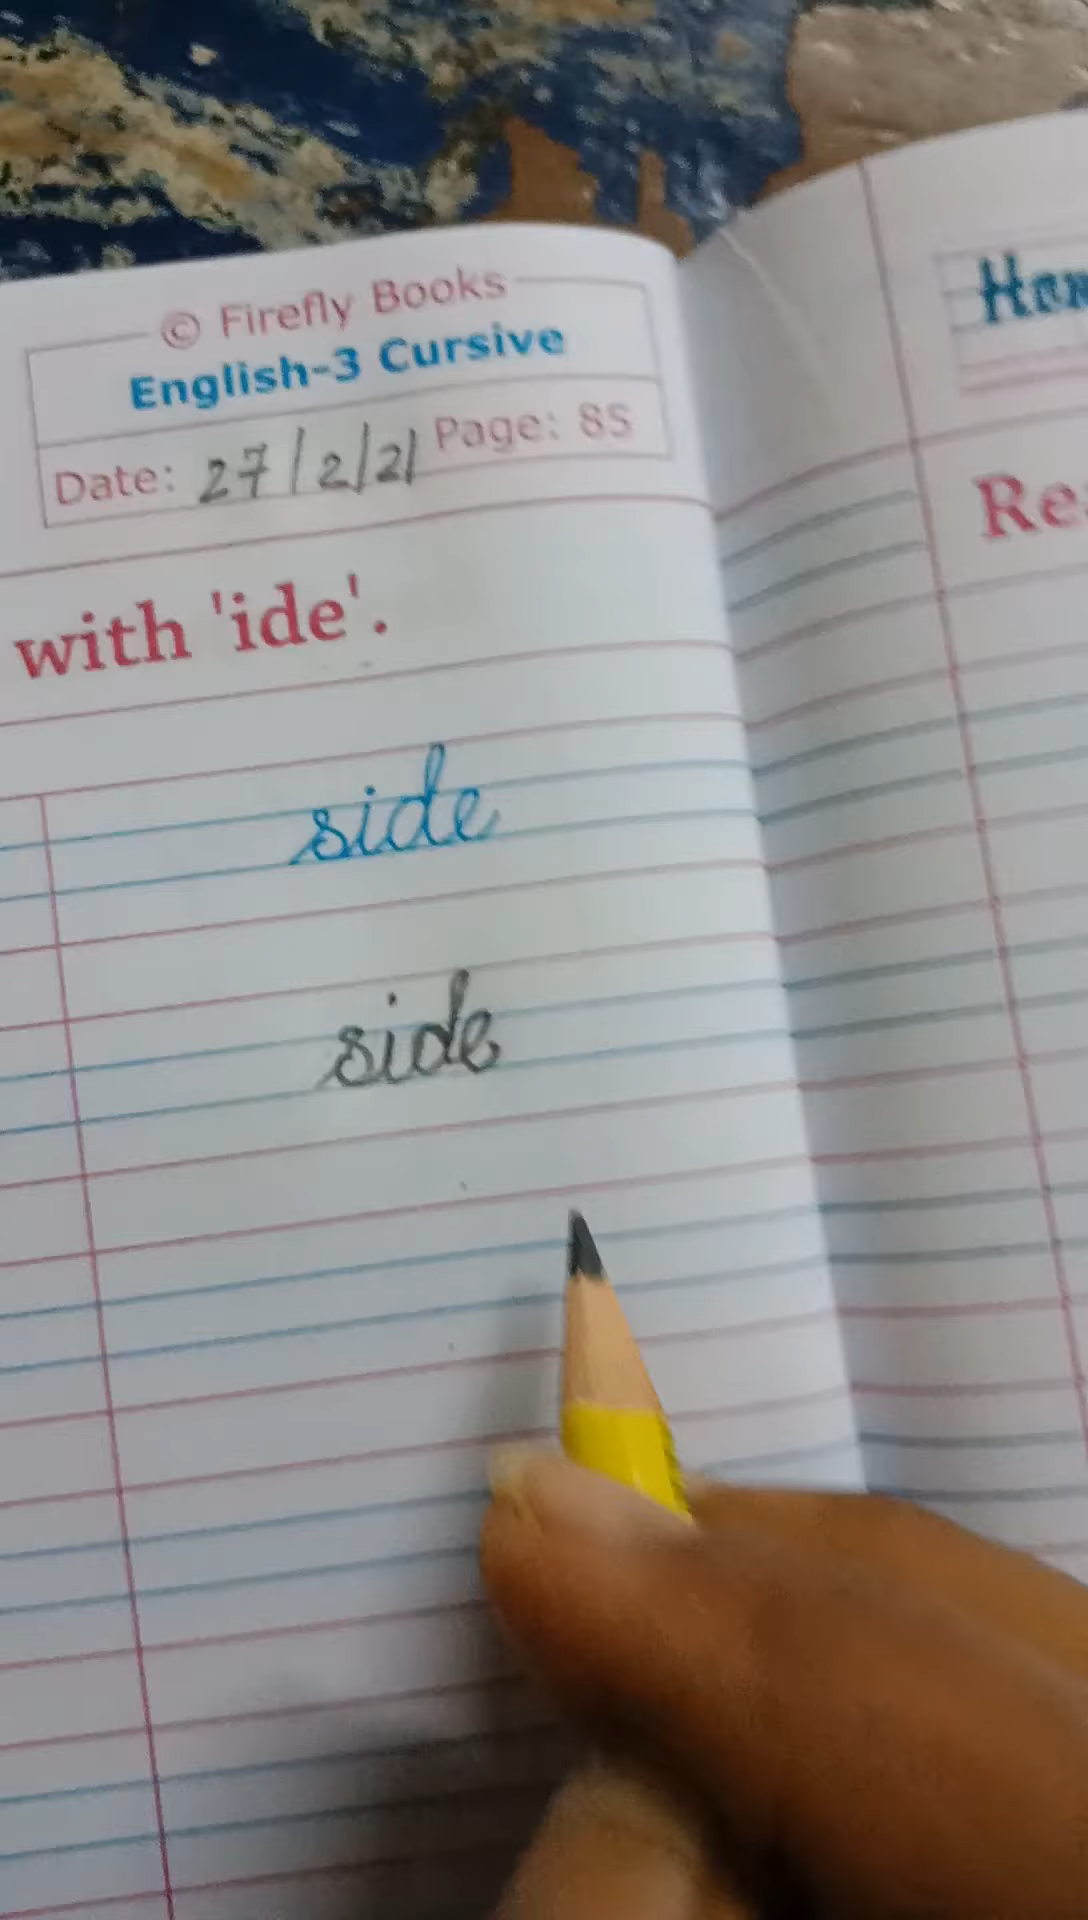 © Firefly Books
English-3 Cursive
Date: 27/2/21 Page: 85
with 'ide'.
side
side